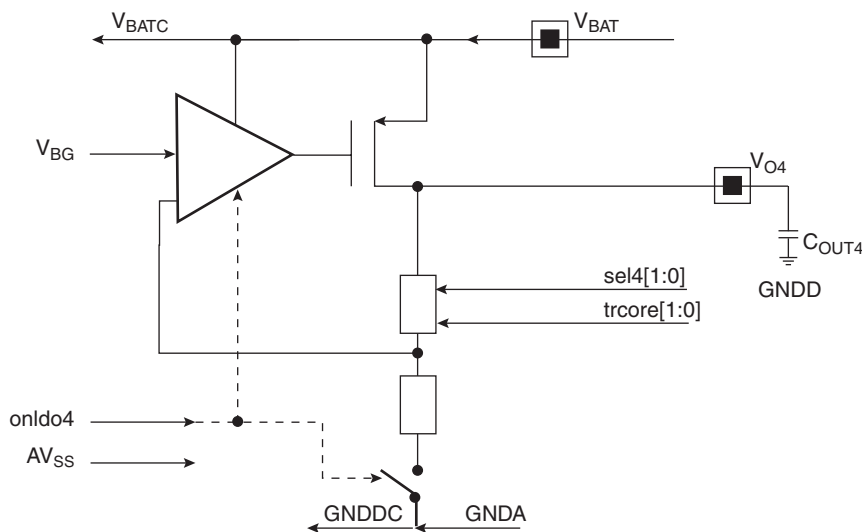 VBATC
VBAT
VBG
VO4
COUT4
sel4[1:0]
GNDD
trcore[1:0]
onldo4
AVSS
GNDDC
GNDA